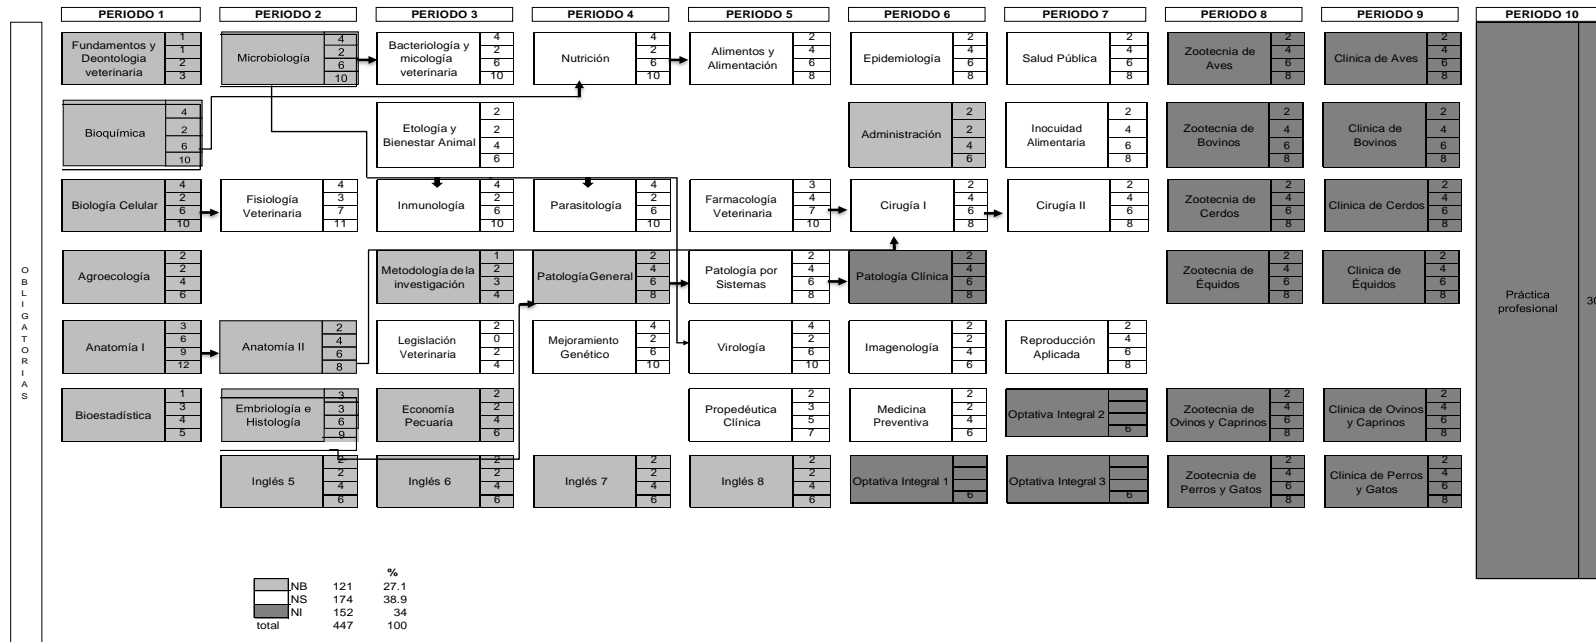 PERIODO 1 PERIODO 2 PERIODO 3 PERIODO 4 PERIODO 5 PERIODO 6 PERIODO 7 PERIODO 8 PERIODO 9 PERIODO 10
OBLIGATORIAS
Fundamentos y
Deontología
veterinaria
1
1
2
3
Microbiología
4
2
6
10
Bacteriología y
micología
veterinaria
4
2
6
10
Nutrición
4
2
6
10
Alimentos y
Alimentación
2
4
6
8
Epidemiología
2
4
6
8
Salud Pública
2
4
6
8
Zootecnia de
Aves
2
4
6
8
Clinica de Aves
2
4
6
8
Bioquímica
4
2
6
10
Etología y
Bienestar Animal
2
2
4
6
Administración
2
2
4
6
Inocuidad
Alimentaria
2
4
6
8
Zootecnia de
Bovinos
2
4
6
8
Clinica de
Bovinos
2
4
6
8
Biología Celular
4
2
6
10
Fisiología
Veterinaria
4
3
7
11
Inmunología
4
2
6
10
Parasitología
4
2
6
10
Farmacología
Veterinaria
3
4
7
10
Cirugía I
2
4
6
8
Cirugía II
2
4
6
8
Zootecnia de
Cerdos
2
4
6
8
Clinica de Cerdos
2
4
6
8
Agroecología
2
2
4
6
Metodología de la
investigación
1
2
3
4
Patología General
2
4
6
8
Patología por
Sistemas
2
4
6
8
Patología Clínica
2
4
6
8
Zootecnia de
Équidos
2
4
6
8
Clinica de
Équidos
2
4
6
8
Práctica
profesional
30
Anatomía I
3
6
9
12
Anatomía II
2
4
6
8
Legislación
Veterinaria
2
0
2
4
Mejoramiento
Genético
4
2
6
10
Virología
4
2
6
10
Imagenología
2
2
4
6
Reproducción
Aplicada
2
4
6
8
Bioestadística
1
3
4
5
Embriología e
Histología
3
3
6
9
Economía
Pecuaria
2
2
4
6
Propedéutica
Clínica
2
3
5
7
Medicina
Preventiva
2
2
4
6
Optativa Integral 2
6
Zootecnia de
Ovinos y Caprinos
2
4
6
8
Clinica de Ovinos
y Caprinos
2
4
6
8
Inglés 5
2
2
4
6
Inglés 6
2
2
4
6
Inglés 7
2
2
4
6
Inglés 8
2
2
4
6
Optativa Integral 1
6
Optativa Integral 3
6
Zootecnia de
Perros y Gatos
2
4
6
8
Clinica de Perros
y Gatos
2
4
6
8
%
NB 121 27.1
NS 174 38.9
NI 152 34
total 447 100